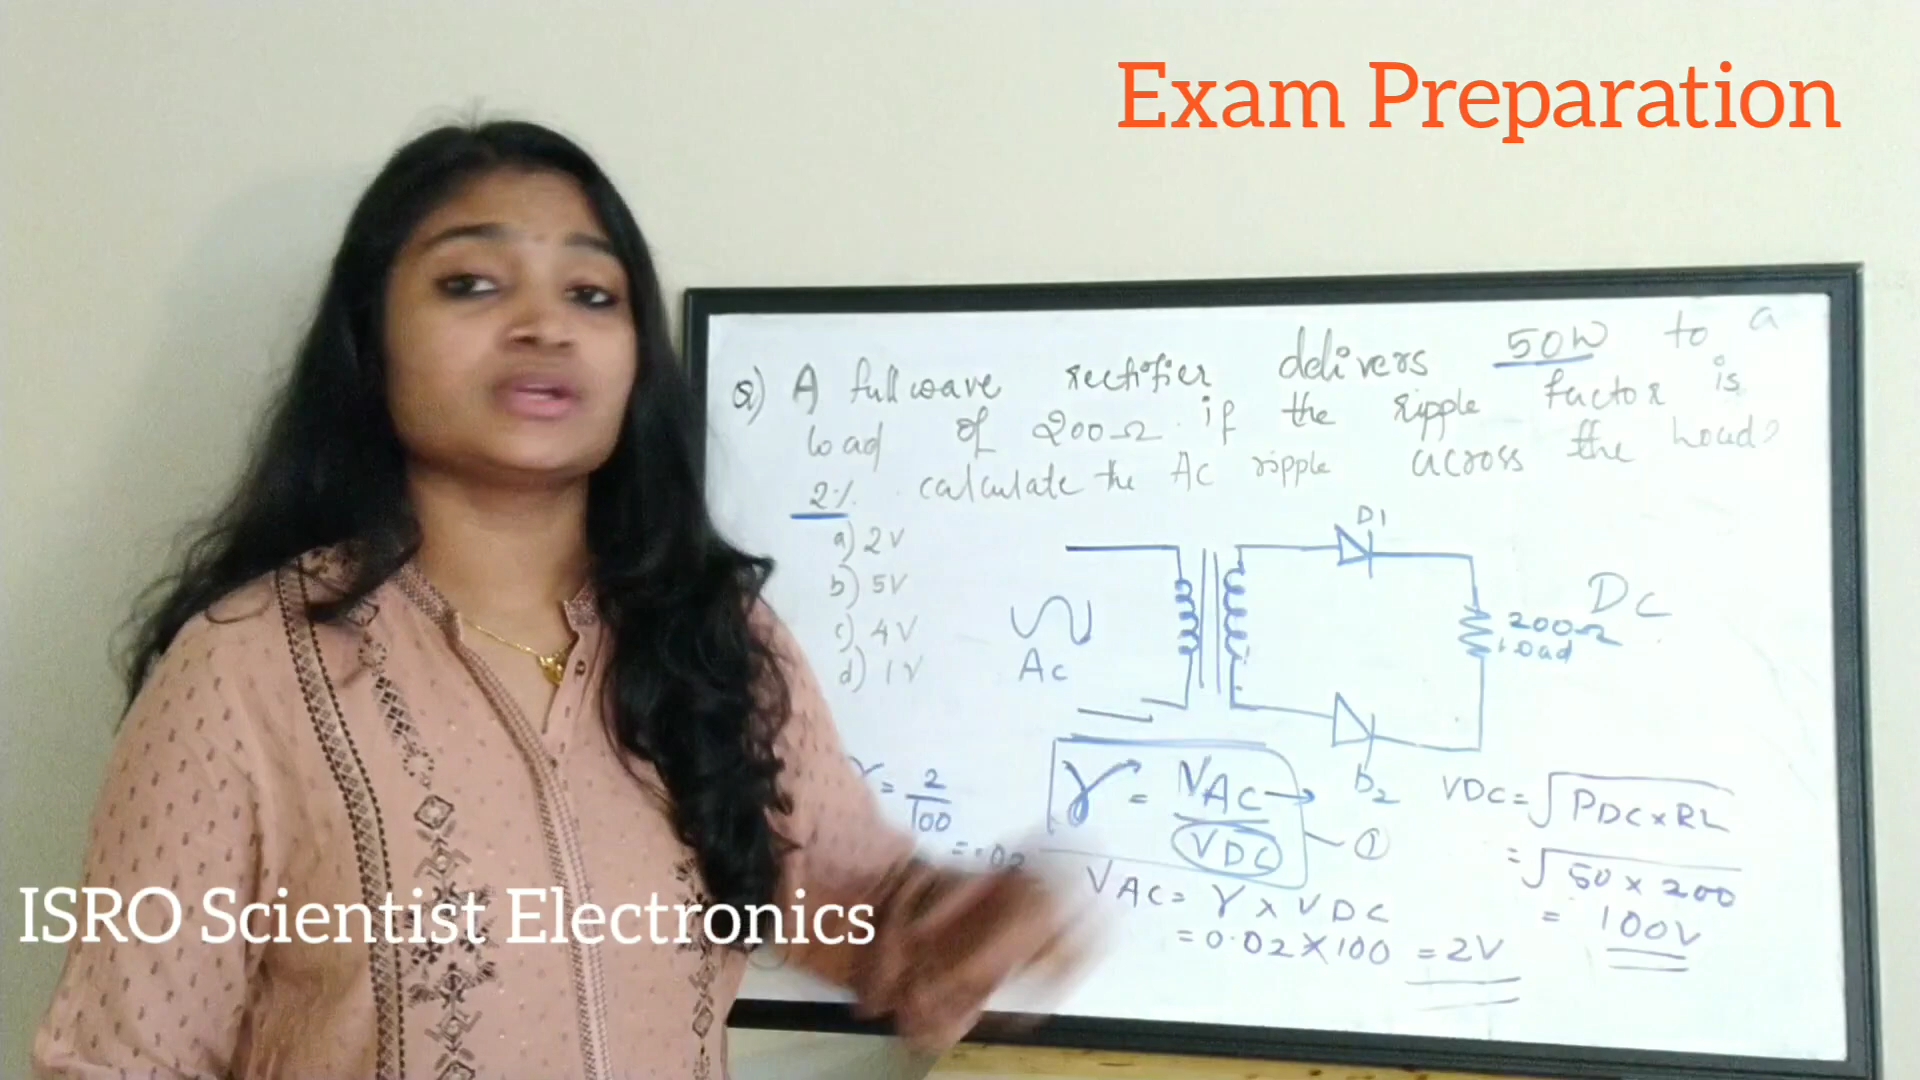 Exam Preparation
Q) A full wave rectifier delivers 50W to a
load of 200Ω. if the ripple factor is
2%. calculate the Ac ripple across the Load?
a) 2V
b) 5V
c) 4V
d) 1V
D1
Ac
200Ω
Load
DC
D2
γ = 2/100
= .02
γ = VAC/VDC
①
VAC = γ x VDC
= 0.02 X 100 = 2V
VDC = √PDC x RL
= √50 x 200
= 100V
ISRO Scientist Electronics